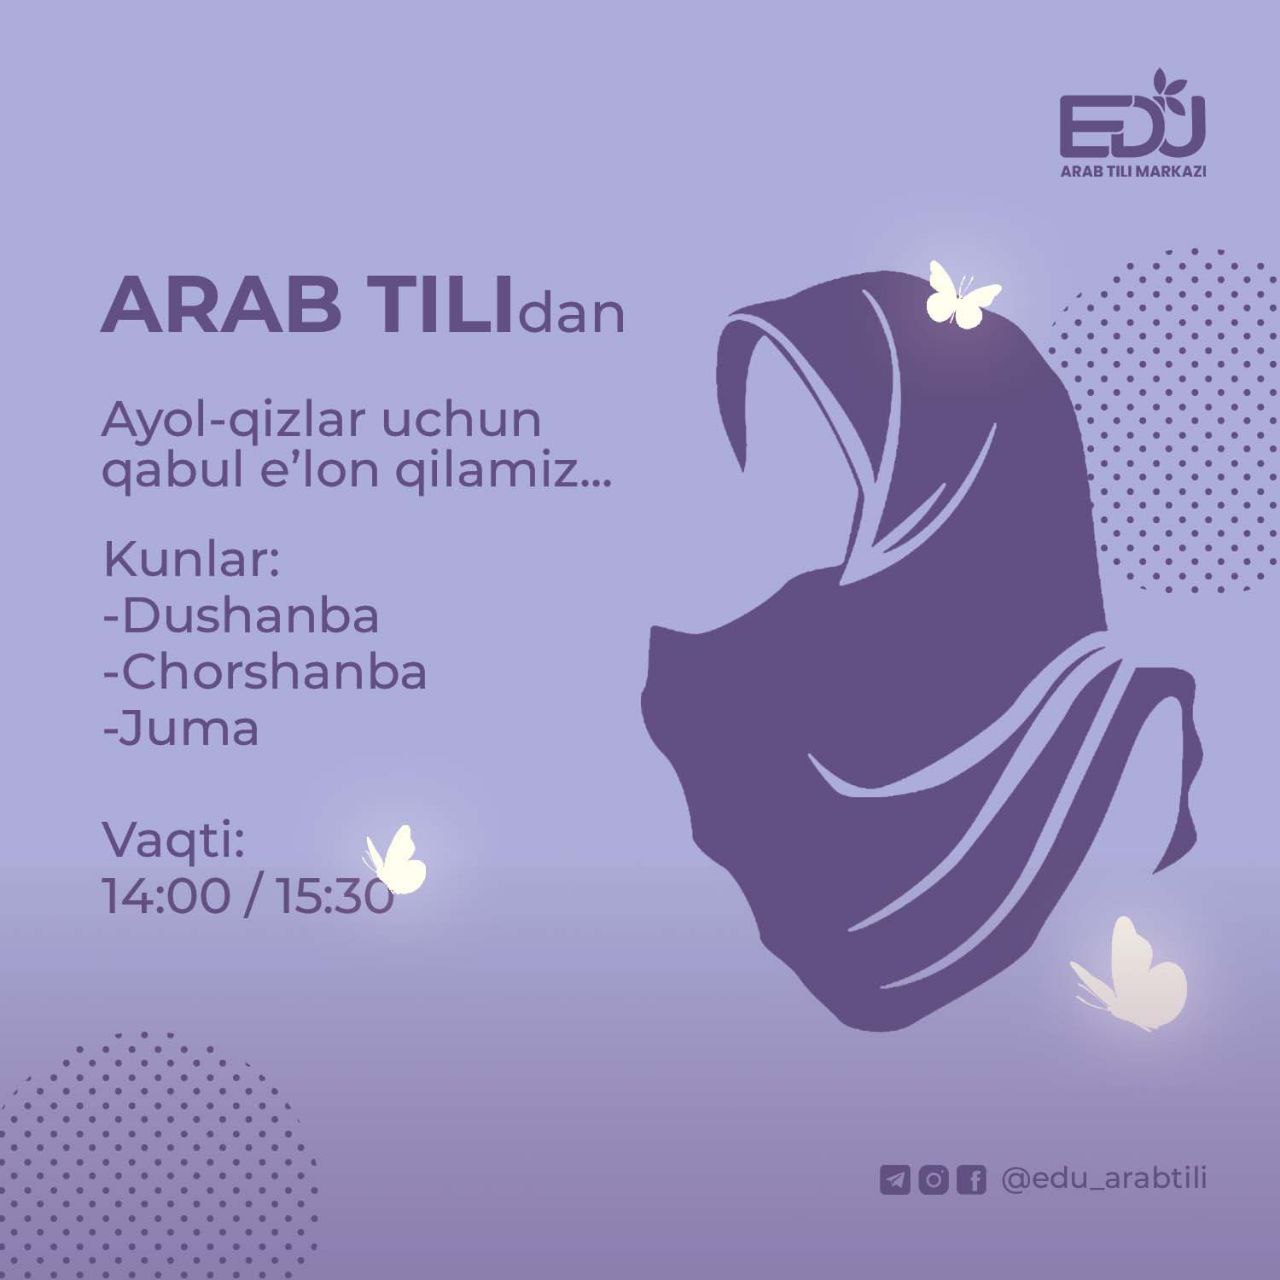 EDU
ARAB TILI MARKAZI
ARAB TILIdan
Ayol-qizlar uchun
qabul e’lon qilamiz...
Kunlar:
-Dushanba
-Chorshanba
-Juma
Vaqti:
14:00 / 15:30
@edu_arabtili